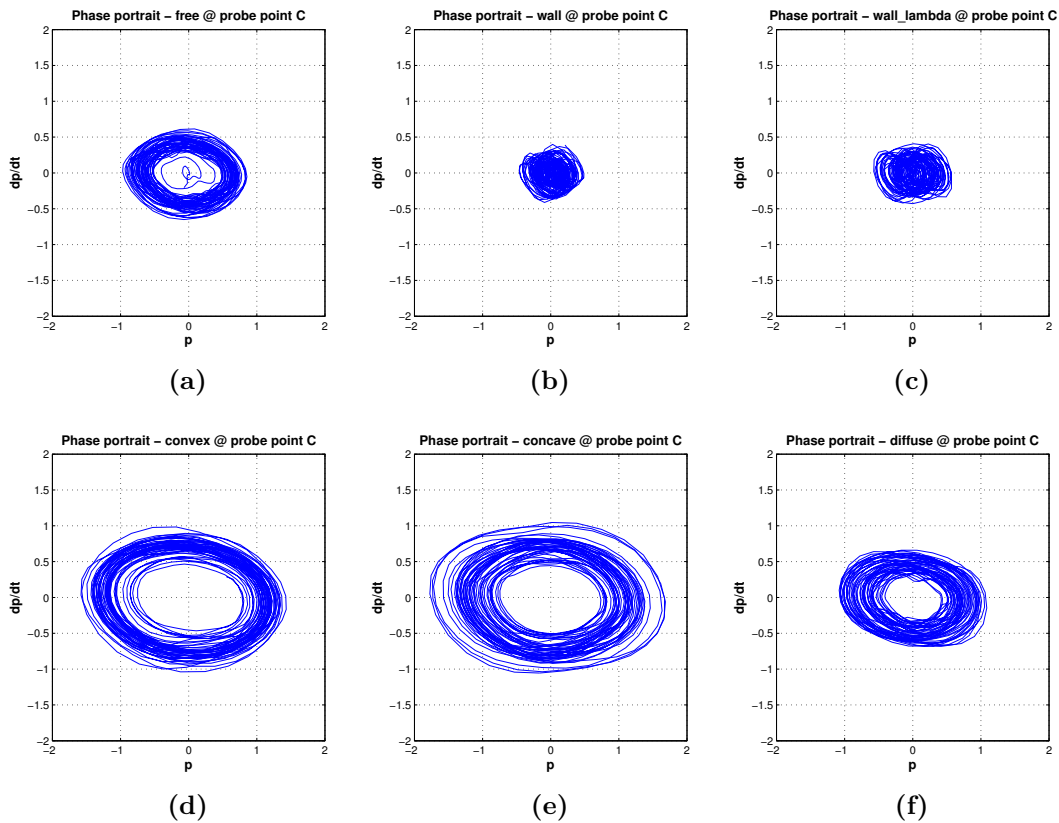 Phase portrait – free @ probe point C
2
1.5
1
0.5
0
−0.5
−1
−1.5
−2
dp/dt
−2 −1 0 1 2
p
(a)
Phase portrait – wall @ probe point C
2
1.5
1
0.5
0
−0.5
−1
−1.5
−2
dp/dt
−2 −1 0 1 2
p
(b)
Phase portrait – wall_lambda @ probe point C
2
1.5
1
0.5
0
−0.5
−1
−1.5
−2
dp/dt
−2 −1 0 1 2
p
(c)
Phase portrait – convex @ probe point C
2
1.5
1
0.5
0
−0.5
−1
−1.5
−2
dp/dt
−2 −1 0 1 2
p
(d)
Phase portrait – concave @ probe point C
2
1.5
1
0.5
0
−0.5
−1
−1.5
−2
dp/dt
−2 −1 0 1 2
p
(e)
Phase portrait – diffuse @ probe point C
2
1.5
1
0.5
0
−0.5
−1
−1.5
−2
dp/dt
−2 −1 0 1 2
p
(f)